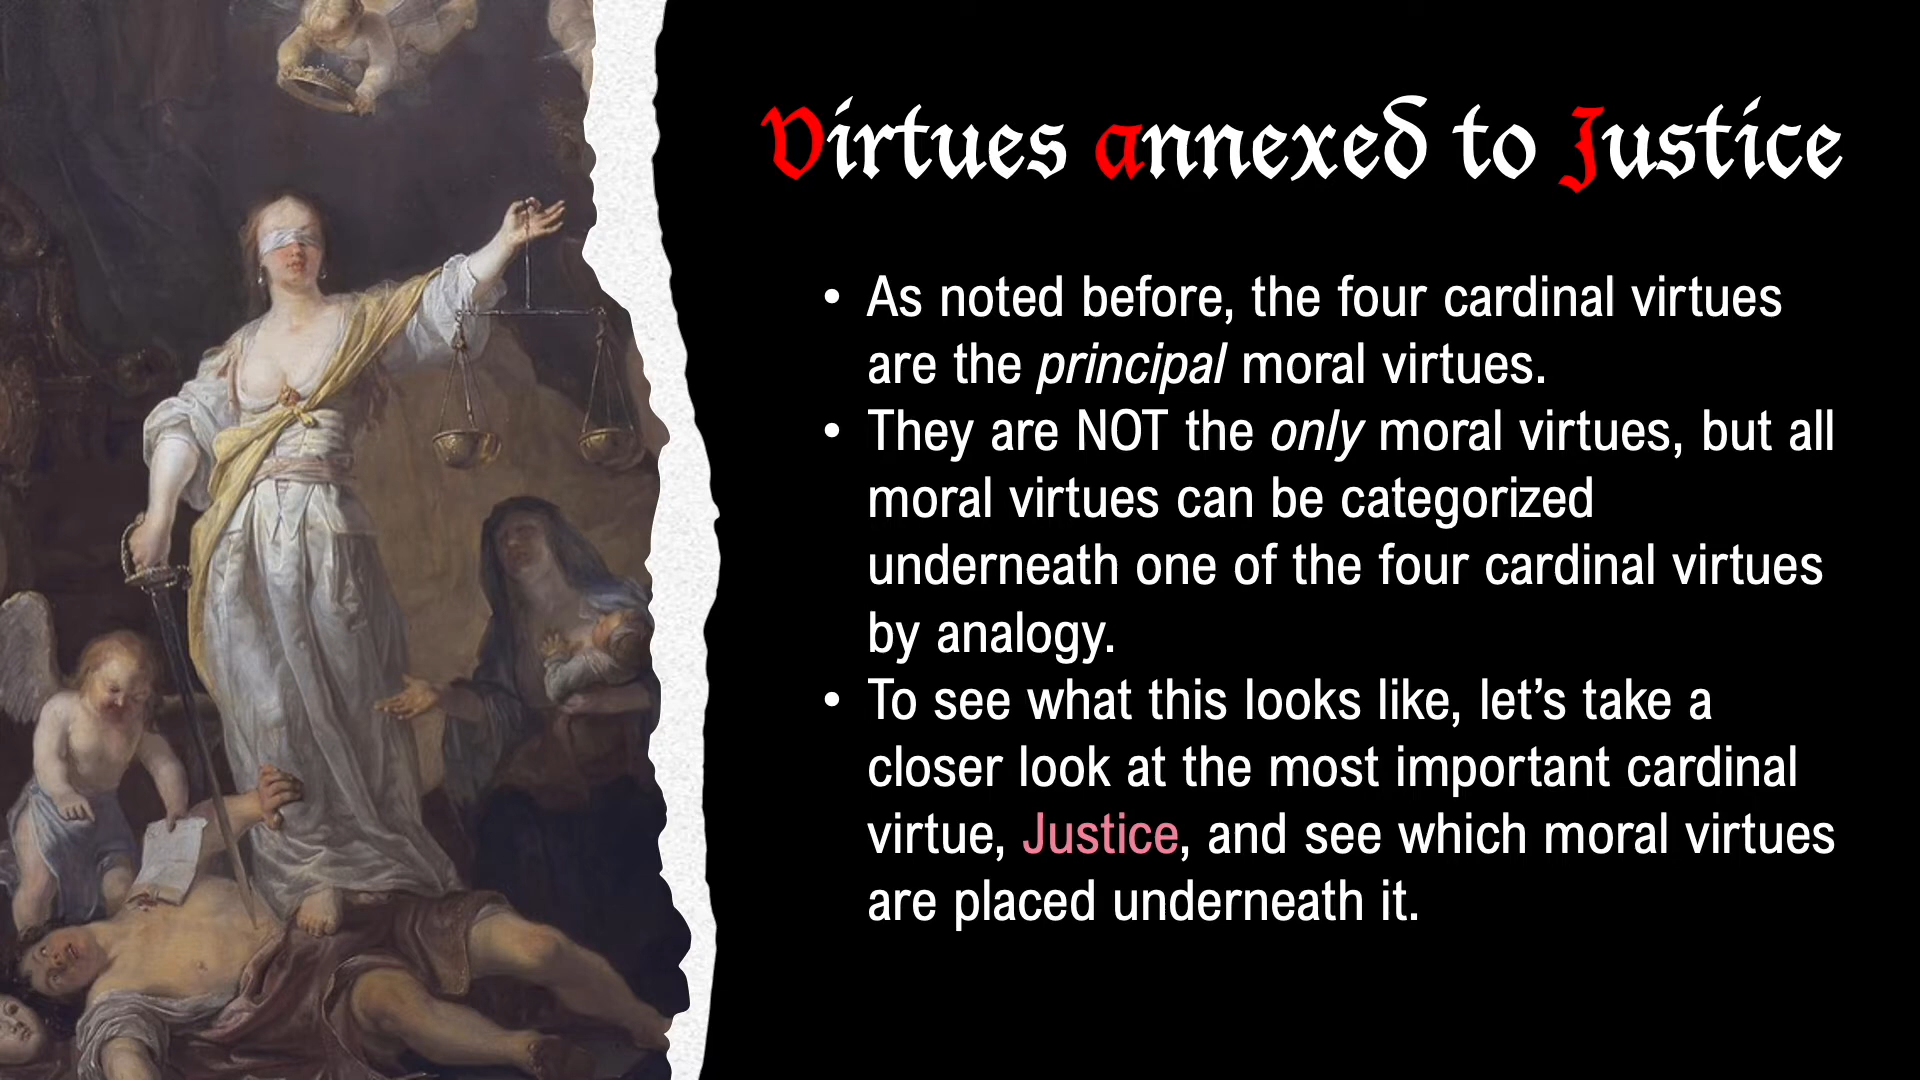 Virtues annexed to Justice
• As noted before, the four cardinal virtues
are the principal moral virtues.
• They are NOT the only moral virtues, but all
moral virtues can be categorized
underneath one of the four cardinal virtues
by analogy.
• To see what this looks like, let’s take a
closer look at the most important cardinal
virtue, Justice, and see which moral virtues
are placed underneath it.